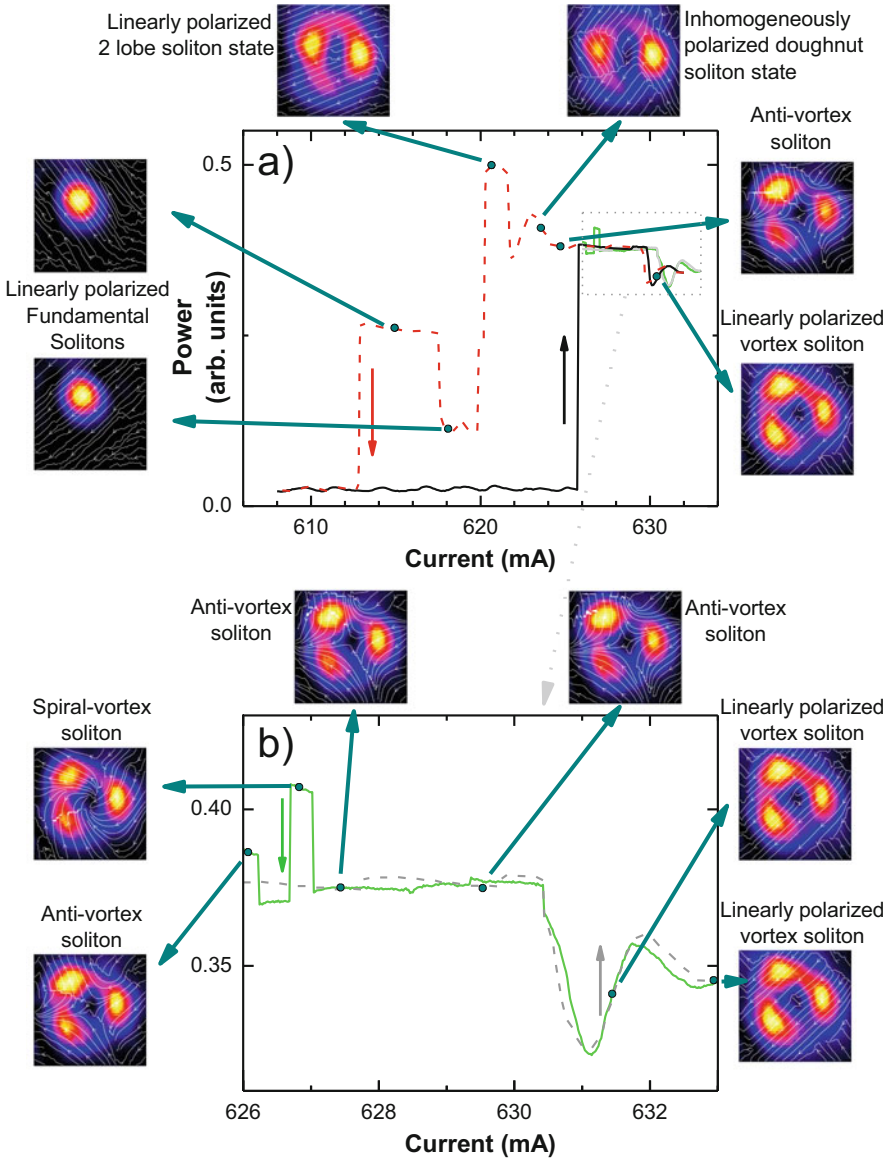 Linearly polarized
2 lobe soliton state
Inhomogeneously
polarized doughnut
soliton state
Anti-vortex
soliton
a)
0.5
Linearly polarized
Fundamental
Solitons
Power
(arb. units)
Linearly polarized
vortex soliton
0.0
610
620
630
Current (mA)
Anti-vortex
soliton
Anti-vortex
soliton
Spiral-vortex
soliton
b)
Linearly polarized
vortex soliton
0.40
Anti-vortex
soliton
Linearly polarized
vortex soliton
0.35
626
628
630
632
Current (mA)